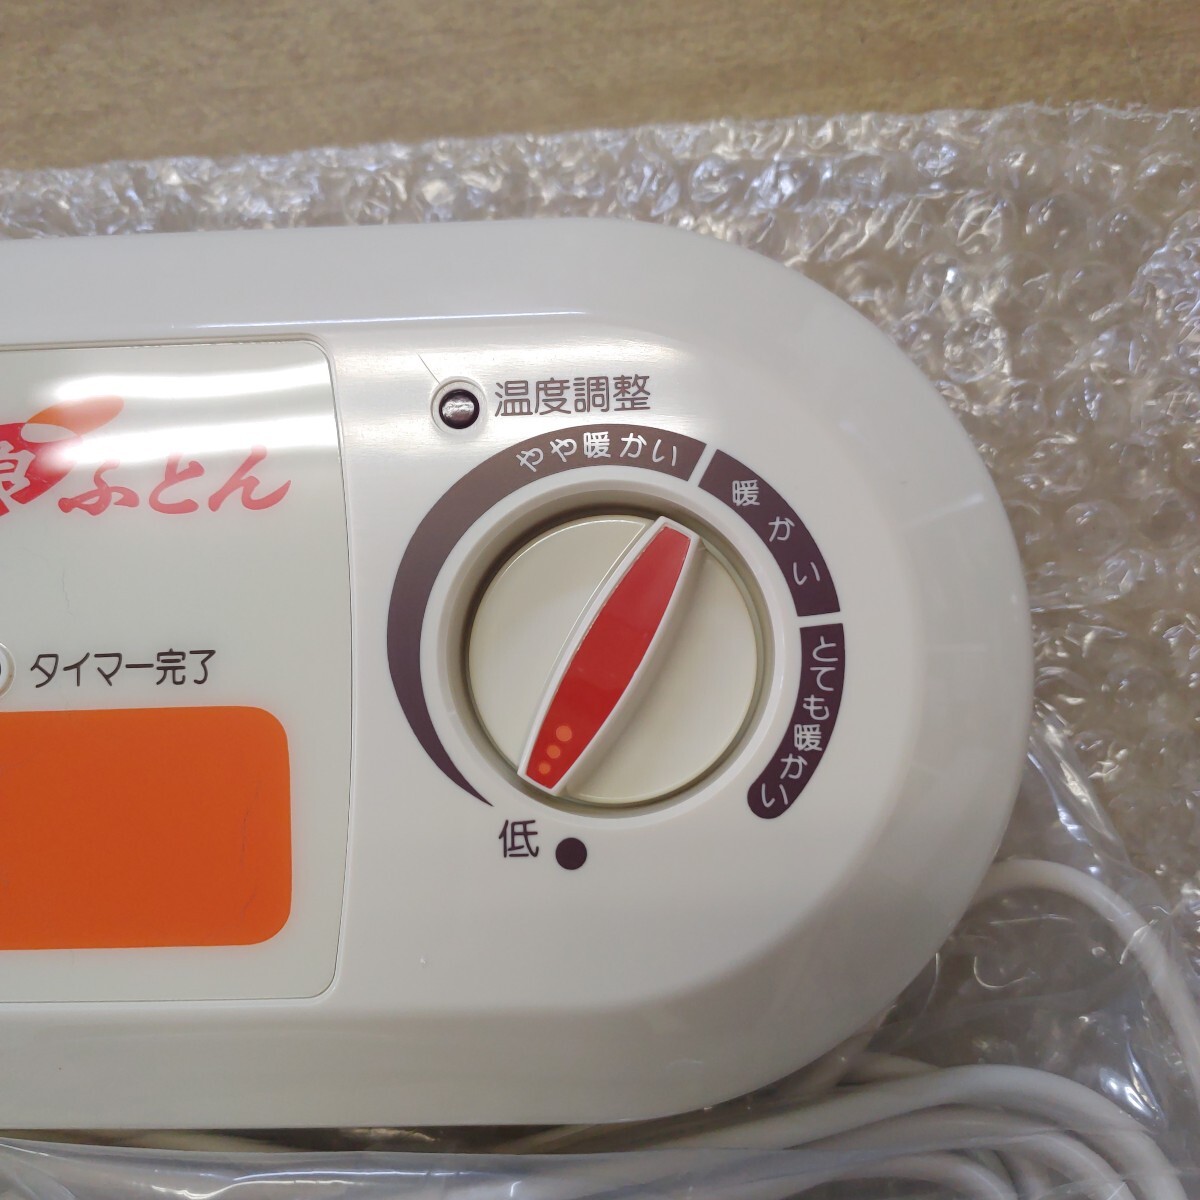 温度調整
やや暖かい
暖かい
ふとん
とても暖かい
タイマー完了
低